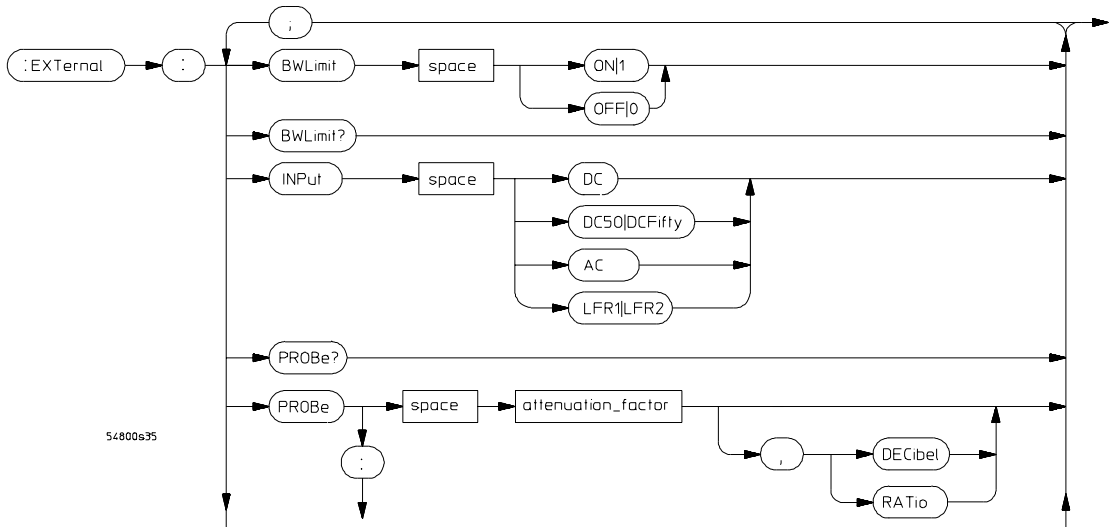 ;
:EXTernal : BWLimit space ON|1
OFF|0
BWLimit?
INPut space DC
DC50|DCFifty
AC
LFR1|LFR2
PROBe?
PROBe space attenuation_factor
:
, DECibel
RATio
54800s35